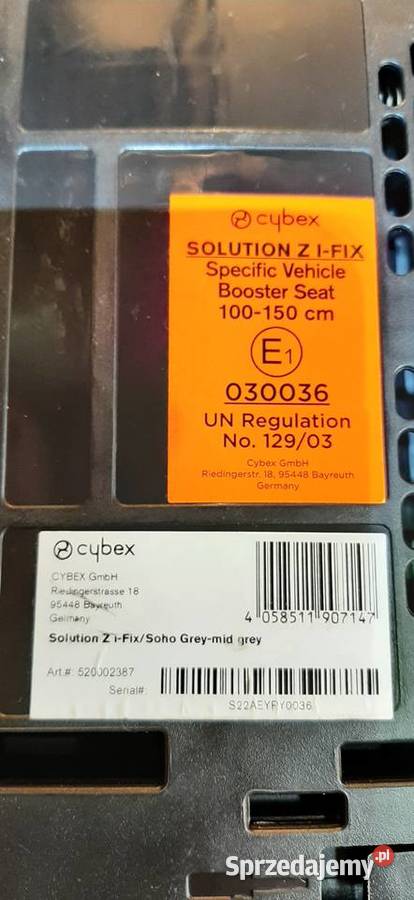 cybex
SOLUTION Z I-FIX
Specific Vehicle
Booster Seat
100-150 cm
E1
030036
UN Regulation
No. 129/03
Cybex GmbH
Riedingerstr. 18, 95448 Bayreuth
Germany
cybex
CYBEX GmbH
Riedingerstrasse 18
95448 Bayreuth
Germany
4 058511 907147
Solution Z i-Fix/Soho Grey-mid grey
Art.#: 520002387
Serial#:
S22AEYPY0036
Sprzedajemy.pl